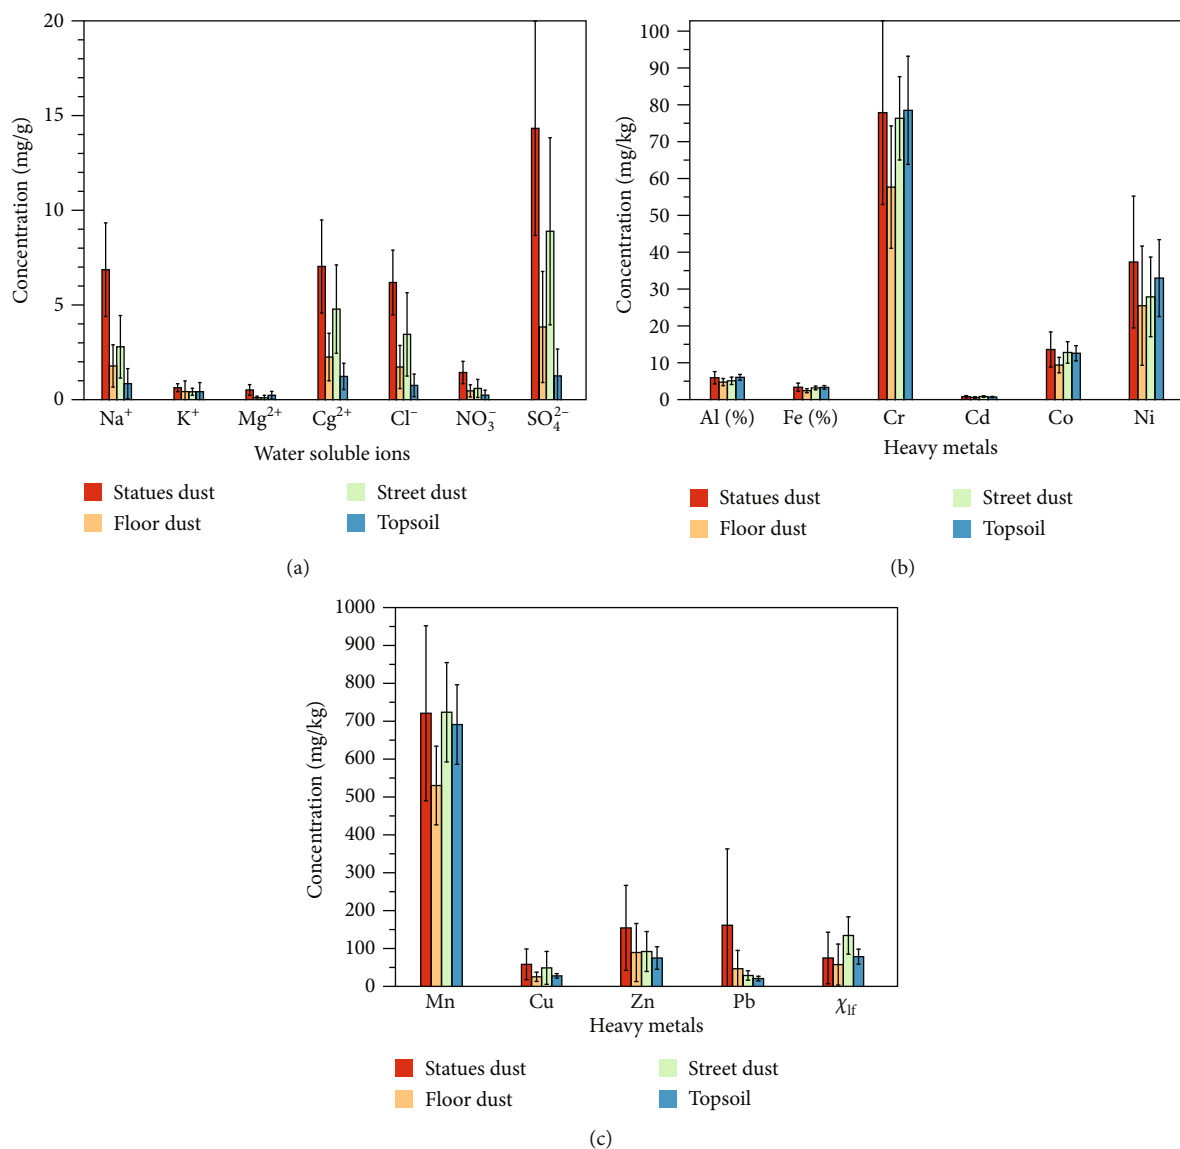 20
15
10
5
0
Concentration (mg/g)
Na⁺ K⁺ Mg²⁺ Cg²⁺ Cl⁻ NO₃⁻ SO₄²⁻
Water soluble ions
Statues dust Street dust
Floor dust Topsoil
(a)
100
90
80
70
60
50
40
30
20
10
0
Concentration (mg/kg)
Al (%) Fe (%) Cr Cd Co Ni
Heavy metals
Statues dust Street dust
Floor dust Topsoil
(b)
1000
900
800
700
600
500
400
300
200
100
0
Concentration (mg/kg)
Mn Cu Zn Pb χlf
Heavy metals
Statues dust Street dust
Floor dust Topsoil
(c)